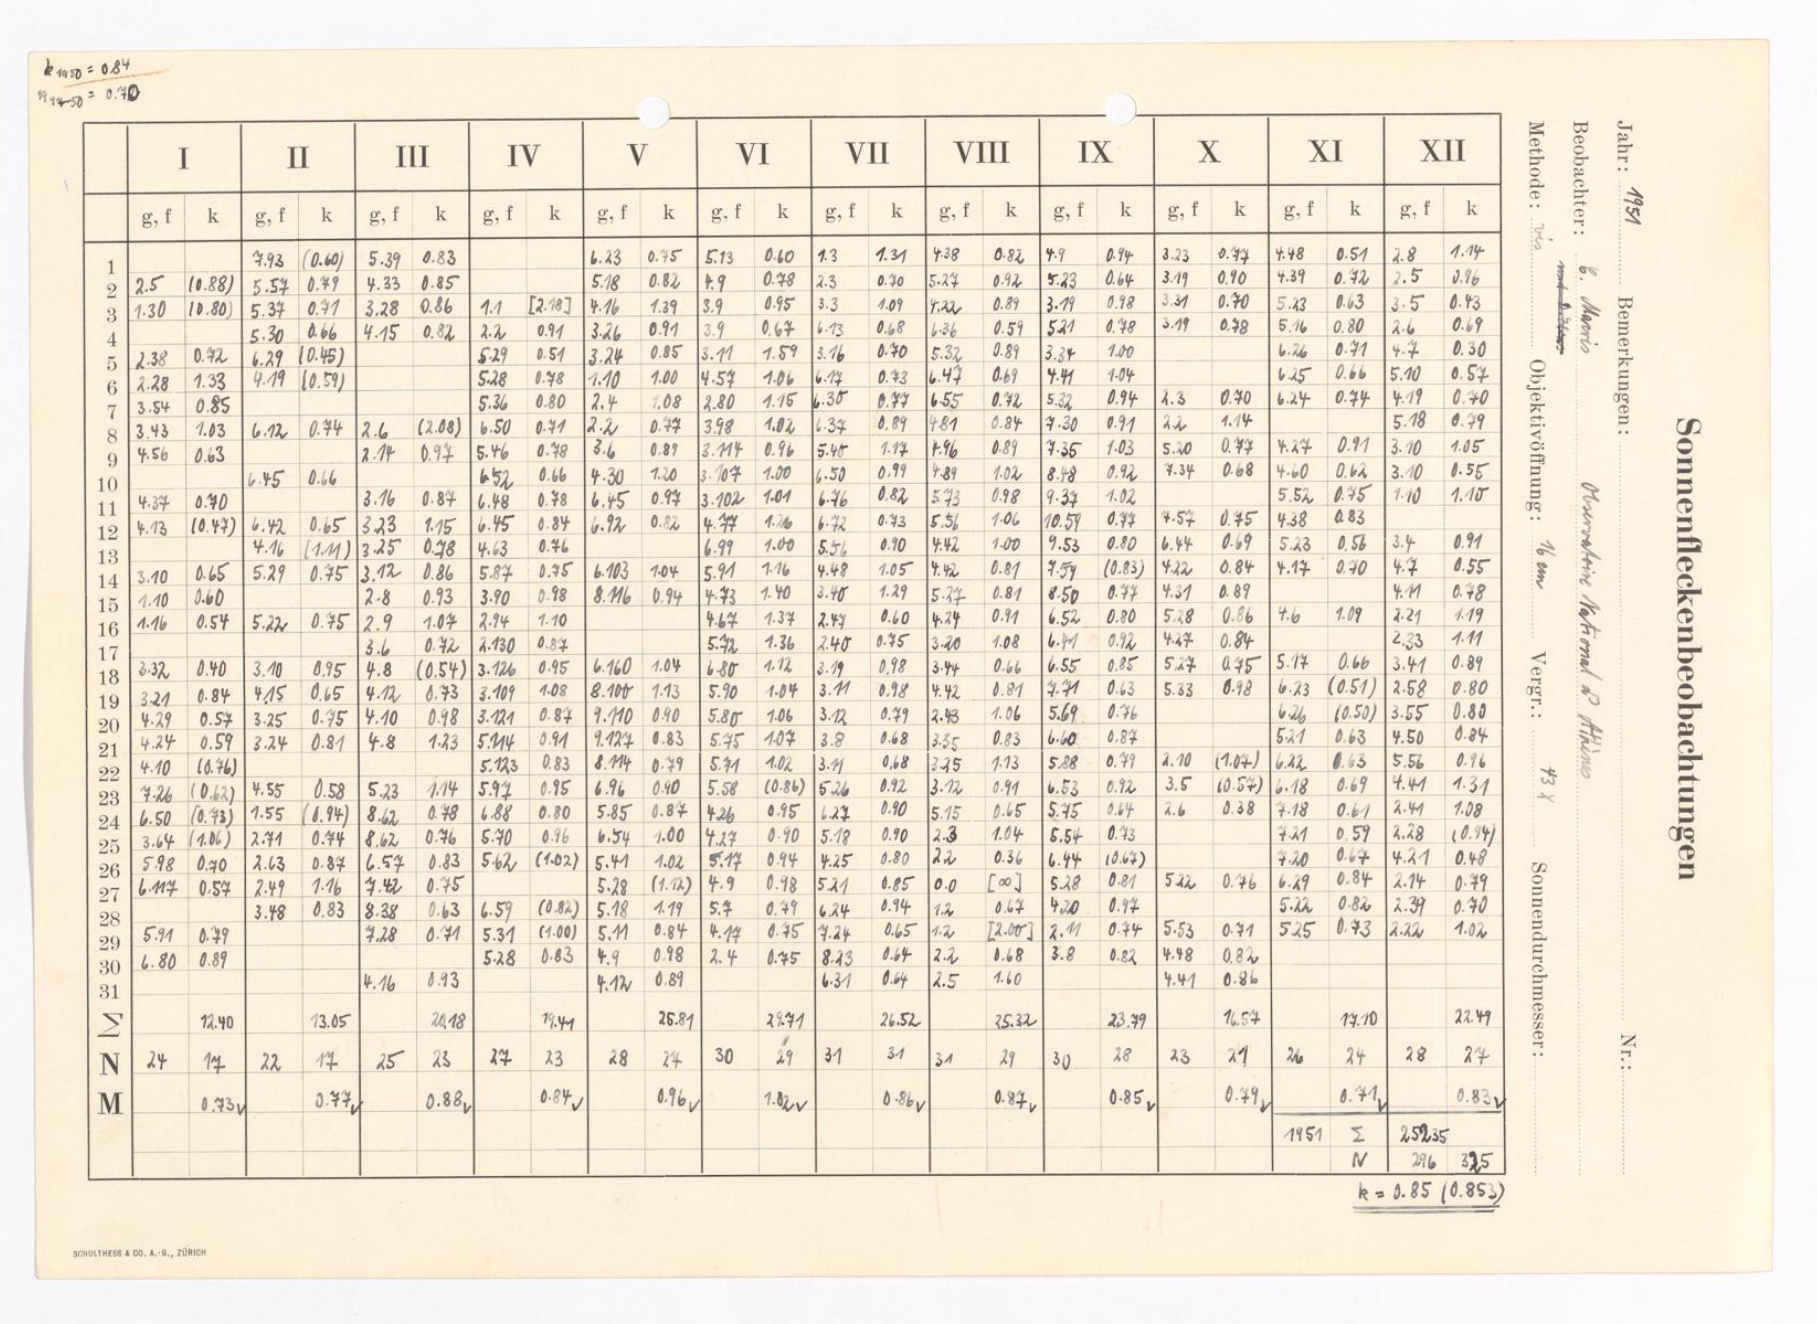 k 1950 = 0.84
1947-50 = 0.70
I II III IV V VI VII VIII IX X XI XII
g, f k g, f k g, f k g, f k g, f k g, f k g, f k g, f k g, f k g, f k g, f k g, f k
1 7.93 (0.60) 5.39 0.83 6.23 0.75 5.13 0.60 1.3 1.31 4.38 0.82 4.9 0.94 3.23 0.77 4.48 0.51 2.8 1.14
2 2.5 (0.88) 5.57 0.79 4.33 0.85 5.18 0.82 4.9 0.78 2.3 0.70 5.27 0.92 5.23 0.64 3.19 0.90 4.39 0.72 2.5 0.96
3 1.30 (0.80) 5.37 0.71 3.28 0.86 1.1 [2.18] 4.16 1.39 3.9 0.95 3.3 1.09 4.22 0.89 3.19 0.98 3.31 0.70 5.23 0.63 3.5 0.43
4 5.30 0.66 4.15 0.82 2.2 0.91 3.26 0.91 3.9 0.67 6.13 0.68 6.36 0.59 5.21 0.78 3.19 0.78 5.16 0.80 2.6 0.69
5 2.38 0.72 6.29 (0.45) 5.29 0.51 3.24 0.85 3.11 1.59 3.16 0.70 5.32 0.89 3.34 1.00 6.26 0.71 4.7 0.30
6 2.28 1.33 4.19 (0.59) 5.28 0.78 1.10 1.00 4.57 1.06 6.17 0.73 6.47 0.69 4.41 1.04 6.25 0.66 5.10 0.57
7 3.54 0.85 5.36 0.80 2.4 1.08 2.80 1.15 6.30 0.77 6.55 0.72 5.32 0.94 2.3 0.70 6.24 0.74 4.19 0.70
8 3.43 1.03 6.12 0.74 2.6 (2.08) 6.50 0.71 2.2 0.77 3.98 1.02 6.37 0.89 4.81 0.84 7.30 0.91 2.2 1.14 5.18 0.79
9 4.56 0.63 2.14 0.97 5.46 0.78 3.6 0.89 3.114 0.96 5.40 1.17 4.96 0.89 7.35 1.03 5.20 0.77 4.27 0.91 3.10 1.05
10 6.45 0.66 6.52 0.66 4.30 1.20 3.107 1.00 6.50 0.99 4.89 1.02 8.48 0.92 7.34 0.68 4.60 0.62 3.10 0.55
11 4.37 0.70 3.16 0.87 6.48 0.78 6.45 0.97 3.102 1.01 6.76 0.82 5.73 0.98 9.37 1.02 5.52 0.75 1.10 1.10
12 4.13 (0.47) 6.42 0.65 3.23 1.15 6.45 0.84 6.92 0.82 4.77 1.26 6.72 0.73 5.56 1.06 10.59 0.77 7.57 0.75 4.38 0.83
13 4.16 (1.11) 3.25 0.78 4.63 0.76 6.99 1.00 5.56 0.90 4.42 1.00 9.53 0.80 6.44 0.69 5.23 0.56 3.4 0.91
14 3.10 0.65 5.29 0.75 3.12 0.86 5.87 0.75 6.103 1.04 5.91 1.16 4.48 1.05 4.42 0.81 7.54 (0.83) 4.22 0.84 4.17 0.70 4.7 0.55
15 1.10 0.60 2.8 0.93 3.90 0.98 8.116 0.94 4.73 1.40 3.40 1.29 5.27 0.81 8.50 0.77 4.31 0.89 4.11 0.78
16 1.16 0.54 5.22 0.75 2.9 1.07 2.94 1.10 4.67 1.37 2.47 0.60 4.24 0.91 6.52 0.80 5.28 0.86 4.6 1.09 2.21 1.19
17 3.6 0.72 2.130 0.87 5.72 1.36 2.40 0.75 3.20 1.08 6.41 0.92 4.27 0.84 2.33 1.11
18 3.32 0.40 3.10 0.95 4.8 (0.54) 3.126 0.95 6.160 1.04 6.80 1.12 3.19 0.98 3.44 0.66 6.55 0.85 5.27 0.75 5.17 0.66 3.41 0.89
19 3.21 0.84 4.15 0.65 4.12 0.73 3.109 1.08 8.100 1.13 5.90 1.04 3.11 0.98 4.42 0.81 7.71 0.63 5.33 0.98 6.23 (0.51) 2.58 0.80
20 4.29 0.57 3.25 0.75 4.10 0.98 3.121 0.87 9.110 0.90 5.80 1.06 3.12 0.79 2.43 1.06 5.69 0.76 6.26 (0.50) 3.55 0.80
21 4.24 0.59 3.24 0.81 4.8 1.23 5.114 0.91 9.127 0.83 5.75 1.07 3.8 0.68 3.35 0.83 6.60 0.87 5.21 0.63 4.50 0.84
22 4.10 (0.76) 5.123 0.83 8.114 0.79 5.71 1.02 3.11 0.68 3.25 1.13 5.88 0.79 2.10 (1.07) 6.22 0.63 5.56 0.96
23 7.26 (0.62) 4.55 0.58 5.23 1.14 5.97 0.95 6.96 0.90 5.58 (0.86) 5.26 0.92 3.12 0.91 6.53 0.92 3.5 (0.57) 6.18 0.69 4.41 1.31
24 6.50 (0.73) 1.55 (0.94) 8.62 0.78 6.88 0.80 5.85 0.87 4.26 0.95 6.27 0.90 5.15 0.65 5.75 0.64 2.6 0.38 7.18 0.61 2.41 1.08
25 3.64 (1.06) 2.71 0.74 8.62 0.76 5.70 0.96 6.54 1.00 4.27 0.90 5.18 0.90 2.3 1.04 5.54 0.73 7.21 0.59 2.28 (0.94)
26 5.98 0.70 2.63 0.87 6.57 0.83 5.62 (1.02) 5.41 1.02 5.17 0.94 4.25 0.80 2.2 0.36 6.44 (0.67) 7.20 0.67 4.21 0.48
27 6.117 0.57 2.49 1.16 7.42 0.75 5.28 (1.12) 4.9 0.98 5.21 0.85 0.0 [∞] 5.28 0.81 5.22 0.76 6.29 0.84 2.14 0.79
28 3.48 0.83 8.38 0.63 6.59 (0.82) 5.18 1.19 5.7 0.79 6.24 0.94 1.2 0.67 4.20 0.97 5.22 0.82 2.39 0.70
29 5.91 0.79 7.28 0.71 5.31 (1.00) 5.11 0.84 4.17 0.75 7.24 0.65 1.2 [2.00] 2.11 0.74 5.53 0.71 5.25 0.73 2.22 1.02
30 6.80 0.89 5.28 0.83 4.9 0.98 2.4 0.75 8.23 0.64 2.2 0.68 3.8 0.82 4.48 0.82
31 4.16 0.93 4.12 0.89 6.31 0.64 2.5 1.60 4.41 0.86
Σ 12.40 13.05 20.18 19.41 25.81 29.71 26.52 25.32 23.79 16.57 17.10 22.49
N 24 17 22 17 25 23 27 23 28 27 30 29 31 31 31 29 30 28 23 21 26 24 28 27
M 0.73✓ 0.77✓ 0.88✓ 0.84✓ 0.96✓ 1.02✓ 0.86✓ 0.87✓ 0.85✓ 0.79✓ 0.71✓ 0.83✓
1951 Σ 252.35
N 296 325
k = 0.85 (0.853)
SCHULTHESS & CO. A.-G., ZÜRICH
Sonnenfleckenbeobachtungen
Jahr: 1951 Bemerkungen: Nr.:
Beobachter: Observatoire National d'Athènes
Methode: vis Objektivöffnung: 16 cm Vergr.: 43 X Sonnendurchmesser: